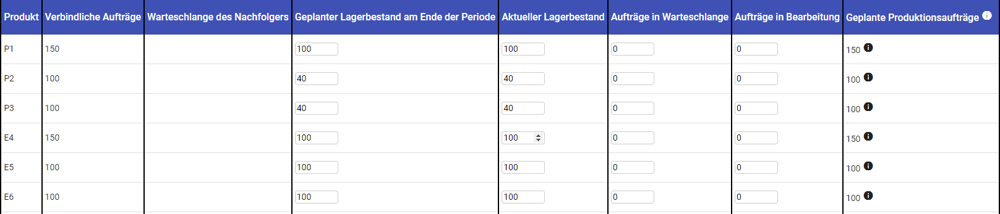 Produkt Verbindliche Aufträge Warteschlange des Nachfolgers Geplanter Lagerbestand am Ende der Periode Aktueller Lagerbestand Aufträge in Warteschlange Aufträge in Bearbeitung Geplante Produktionsaufträge i
P1 150 100 100 0 0 150 i
P2 100 40 40 0 0 100 i
P3 100 40 40 0 0 100 i
E4 150 100 100 0 0 150 i
E5 100 100 100 0 0 100 i
E6 100 100 100 0 0 100 i